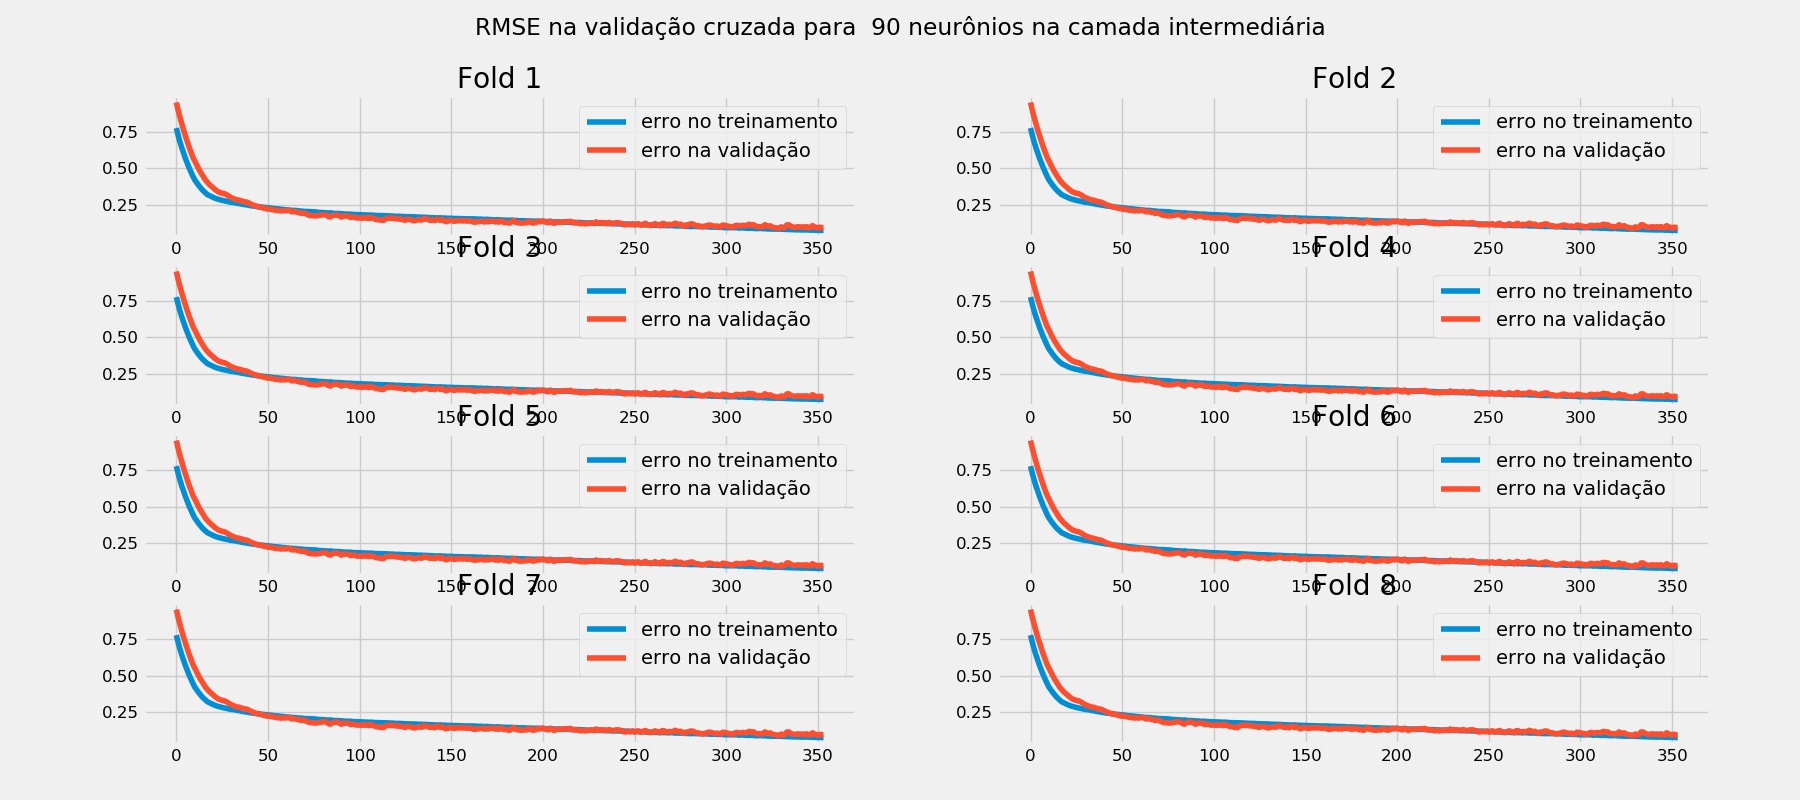 RMSE na validação cruzada para  90 neurônios na camada intermediária
Fold 1
0.75
0.50
0.25
erro no treinamento
erro na validação
0 50 100 150 200 250 300 350
Fold 2
0.75
0.50
0.25
erro no treinamento
erro na validação
0 50 100 150 200 250 300 350
Fold 3
0.75
0.50
0.25
erro no treinamento
erro na validação
0 50 100 150 200 250 300 350
Fold 4
0.75
0.50
0.25
erro no treinamento
erro na validação
0 50 100 150 200 250 300 350
Fold 5
0.75
0.50
0.25
erro no treinamento
erro na validação
0 50 100 150 200 250 300 350
Fold 6
0.75
0.50
0.25
erro no treinamento
erro na validação
0 50 100 150 200 250 300 350
Fold 7
0.75
0.50
0.25
erro no treinamento
erro na validação
0 50 100 150 200 250 300 350
Fold 8
0.75
0.50
0.25
erro no treinamento
erro na validação
0 50 100 150 200 250 300 350